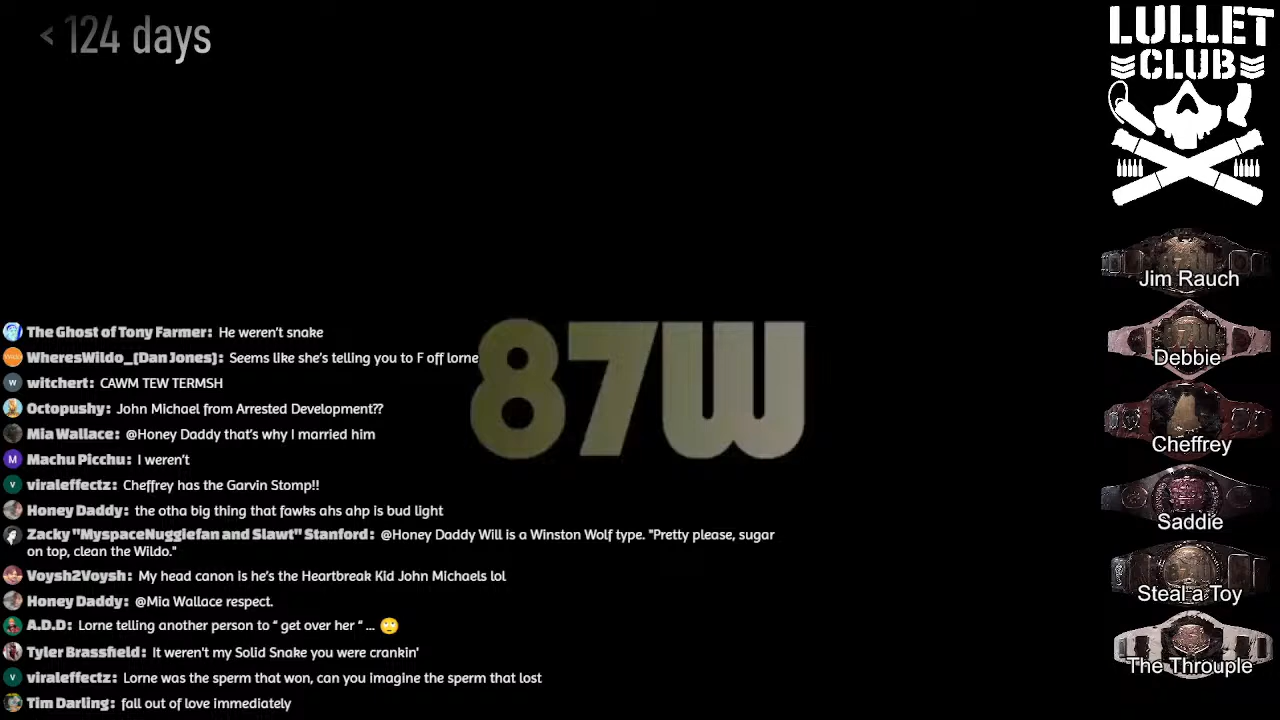 < 124 days
LULLET
CLUB
Jim Rauch
Debbie
Cheffrey
Saddie
Steal a Toy
The Throuple
87W
The Ghost of Tony Farmer: He weren't snake
WheresWildo_(Dan Jones): Seems like she's telling you to F off lorne
witchert: CAWM TEW TERMSH
Octopushy: John Michael from Arrested Development??
Mia Wallace: @Honey Daddy that's why I married him
Machu Picchu: I weren't
viraleffectz: Cheffrey has the Garvin Stomp!!
Honey Daddy: the otha big thing that fawks ahs ahp is bud light
Zacky "MyspaceNuggiefan and Slawt" Stanford: @Honey Daddy Will is a Winston Wolf type. "Pretty please, sugar
on top, clean the Wildo."
Voysh2Voysh: My head canon is he's the Heartbreak Kid John Michaels lol
Honey Daddy: @Mia Wallace respect.
A.D.D: Lorne telling another person to " get over her " ... 🙄
Tyler Brassfield: It weren't my Solid Snake you were crankin'
viraleffectz: Lorne was the sperm that won, can you imagine the sperm that lost
Tim Darling: fall out of love immediately